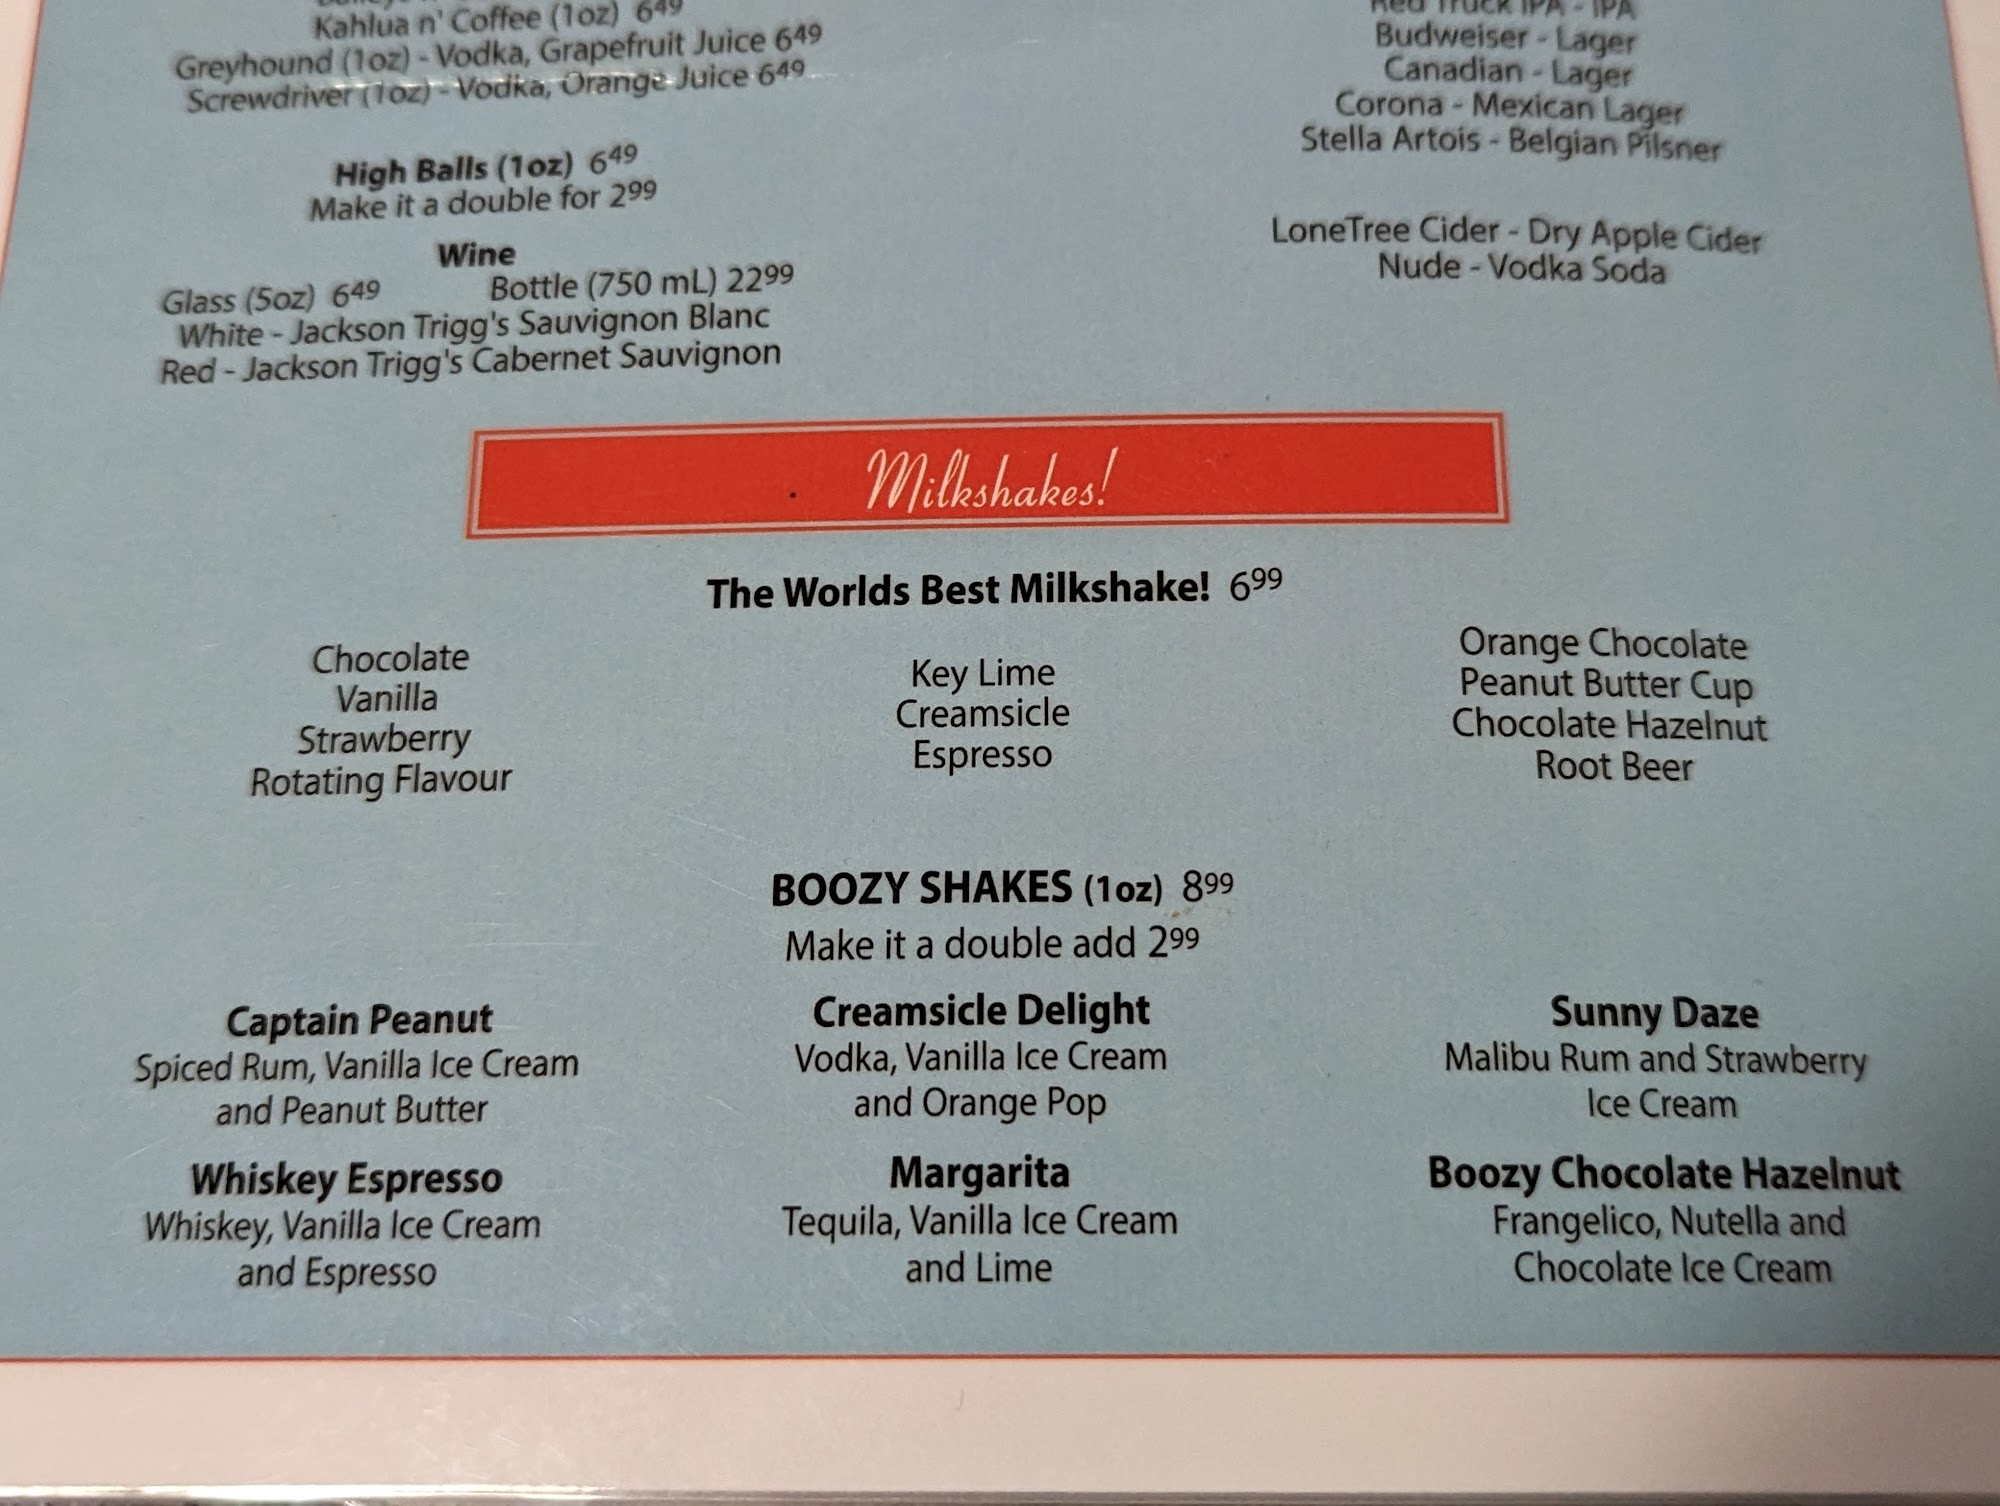 Kahlua n' Coffee (1oz) 649
Greyhound (1oz) - Vodka, Grapefruit Juice 649
Screwdriver (1oz) - Vodka, Orange Juice 649
High Balls (1oz) 649
Make it a double for 299
Wine
Glass (5oz) 649 Bottle (750 mL) 2299
White - Jackson Trigg's Sauvignon Blanc
Red - Jackson Trigg's Cabernet Sauvignon
Red Truck IPA - IPA
Budweiser - Lager
Canadian - Lager
Corona - Mexican Lager
Stella Artois - Belgian Pilsner
LoneTree Cider - Dry Apple Cider
Nude - Vodka Soda
Milkshakes!
The Worlds Best Milkshake! 699
Chocolate
Vanilla
Strawberry
Rotating Flavour
Key Lime
Creamsicle
Espresso
Orange Chocolate
Peanut Butter Cup
Chocolate Hazelnut
Root Beer
BOOZY SHAKES (1oz) 899
Make it a double add 299
Captain Peanut
Spiced Rum, Vanilla Ice Cream
and Peanut Butter
Creamsicle Delight
Vodka, Vanilla Ice Cream
and Orange Pop
Sunny Daze
Malibu Rum and Strawberry
Ice Cream
Whiskey Espresso
Whiskey, Vanilla Ice Cream
and Espresso
Margarita
Tequila, Vanilla Ice Cream
and Lime
Boozy Chocolate Hazelnut
Frangelico, Nutella and
Chocolate Ice Cream